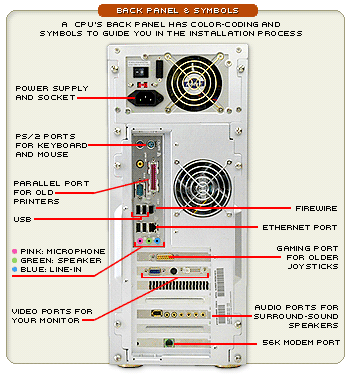 BACK PANEL & SYMBOLS
A CPU'S BACK PANEL HAS COLOR-CODING AND
SYMBOLS TO GUIDE YOU IN THE INSTALLATION PROCESS
POWER SUPPLY
AND SOCKET
PS/2 PORTS
FOR KEYBOARD
AND MOUSE
PARALLEL PORT
FOR OLD
PRINTERS
USB
PINK: MICROPHONE
GREEN: SPEAKER
BLUE: LINE-IN
VIDEO PORTS FOR
YOUR MONITOR
FIREWIRE
ETHERNET PORT
GAMING PORT
FOR OLDER
JOYSTICKS
AUDIO PORTS FOR
SURROUND-SOUND
SPEAKERS
56K MODEM PORT